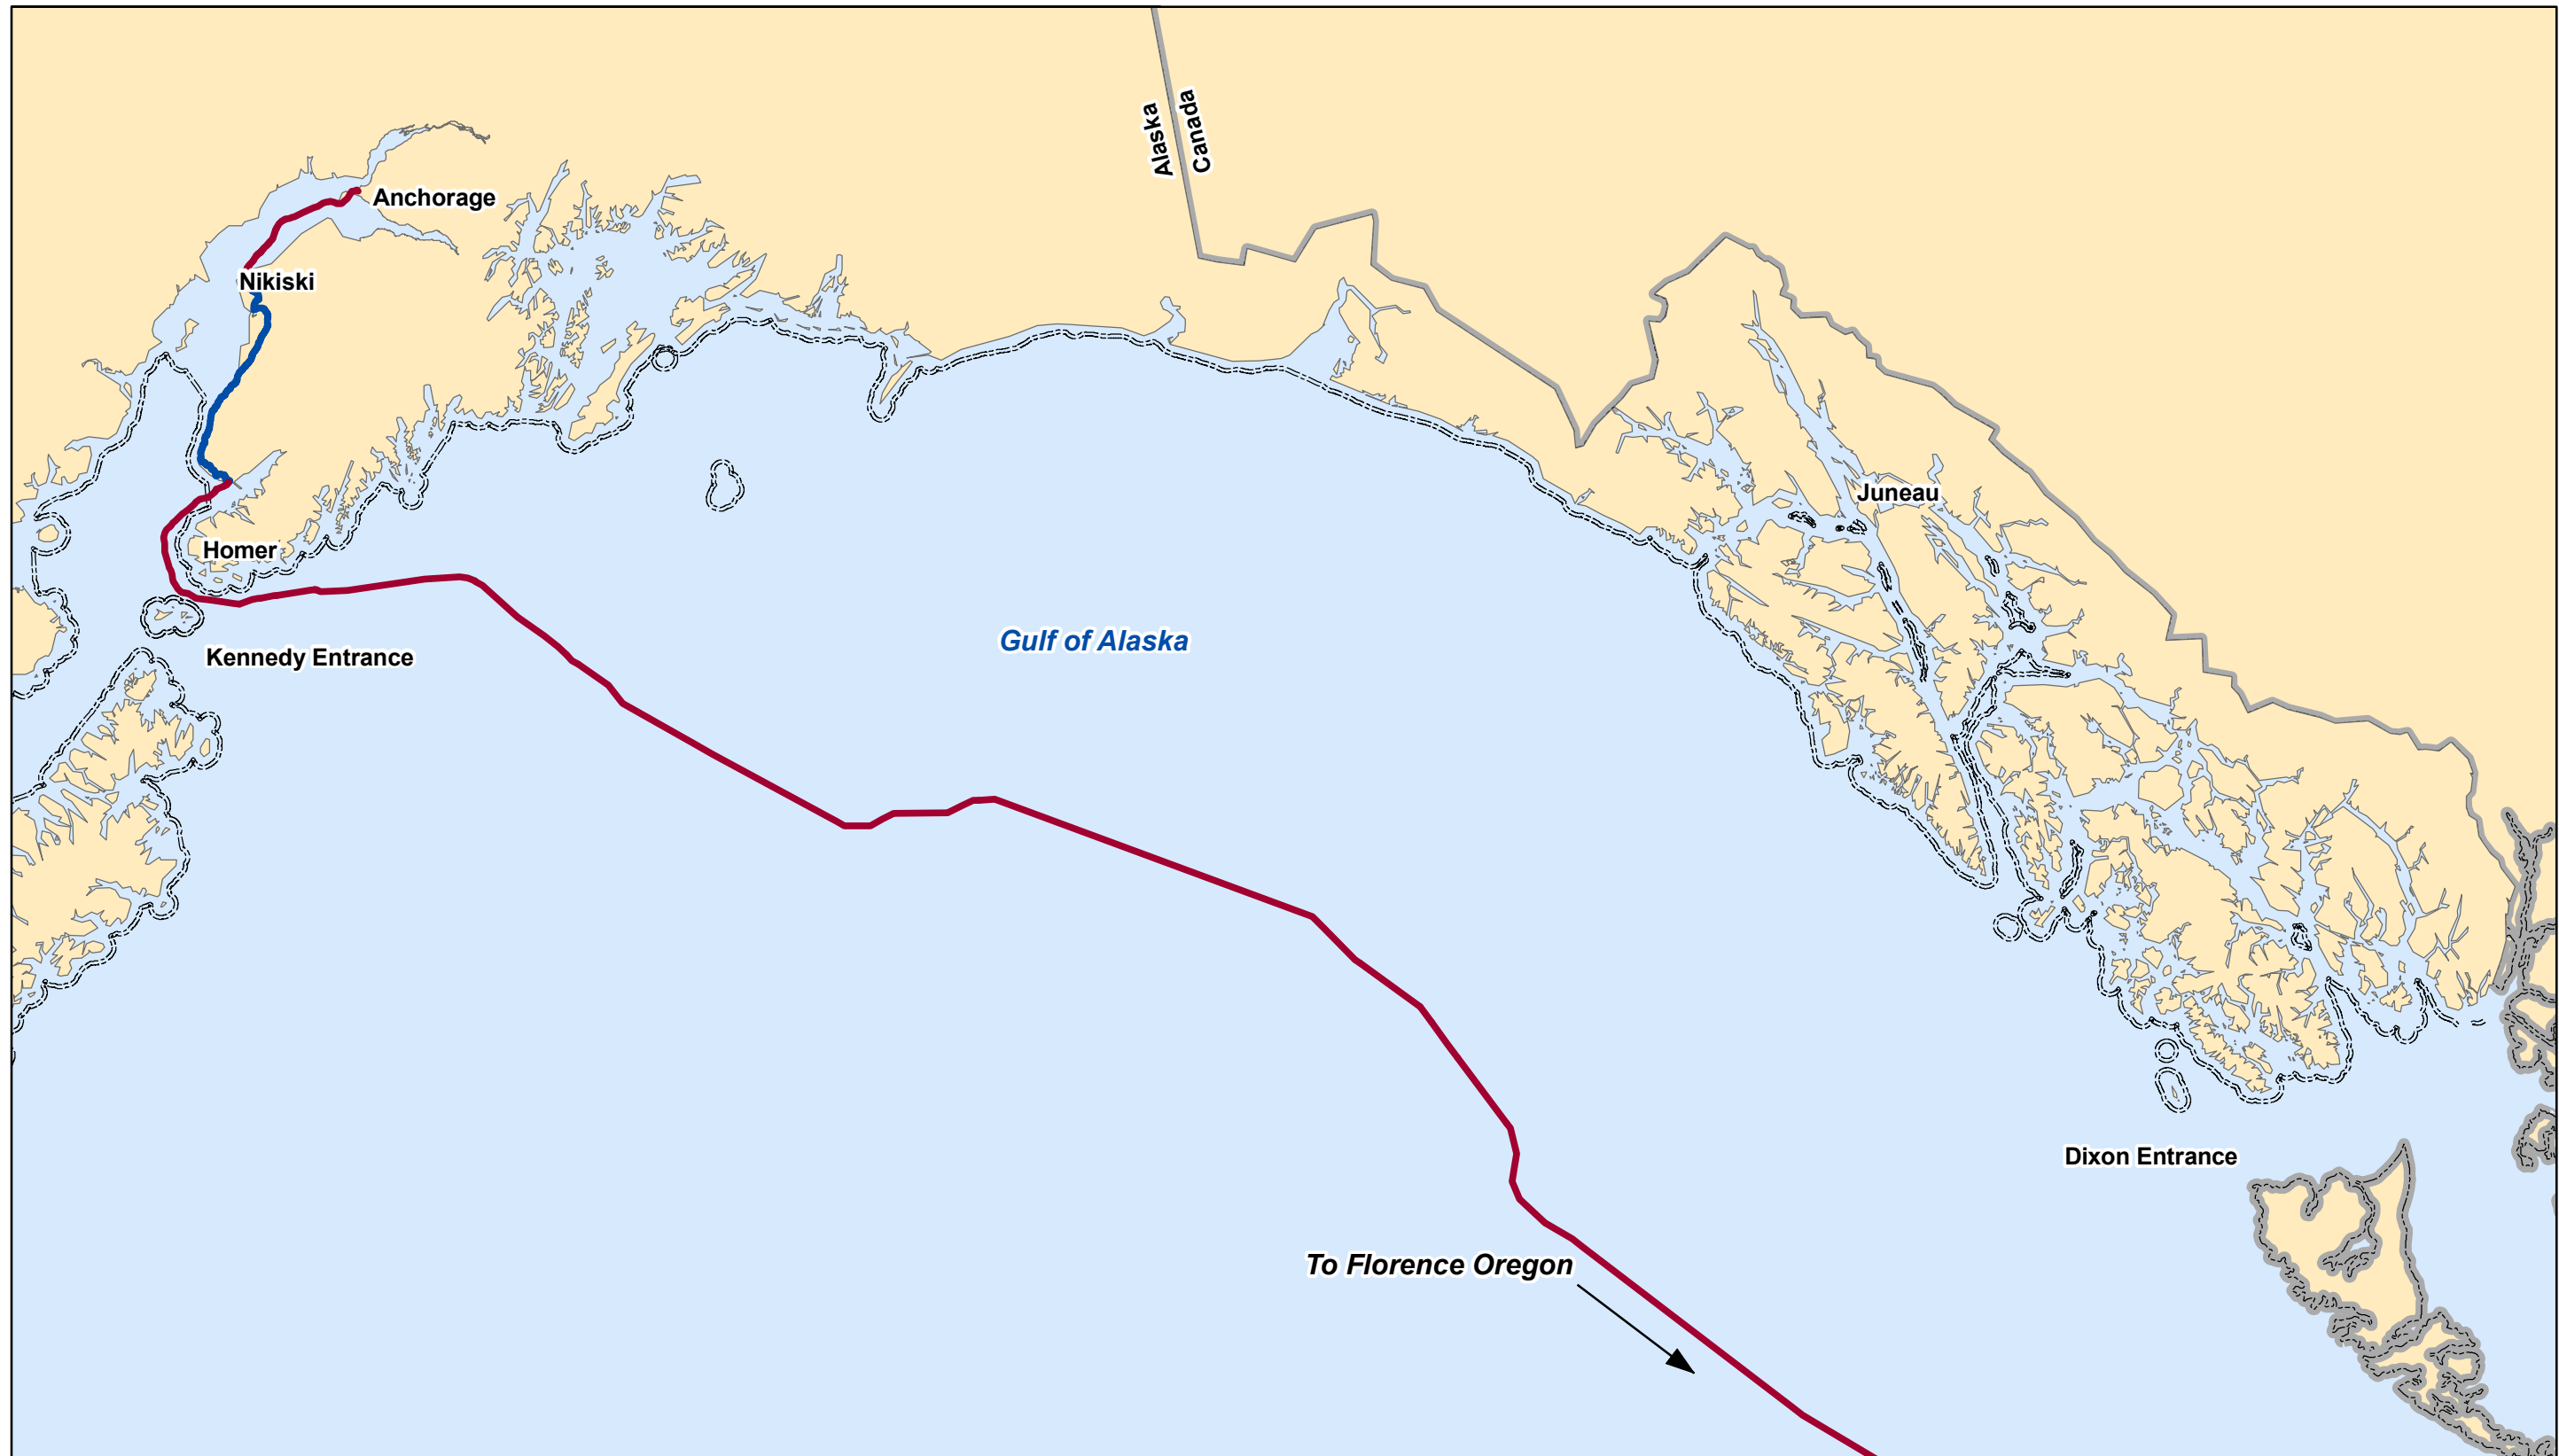 Alaska
Canada
Anchorage
Nikiski
Juneau
Homer
Gulf of Alaska
Kennedy Entrance
Dixon Entrance
To Florence Oregon